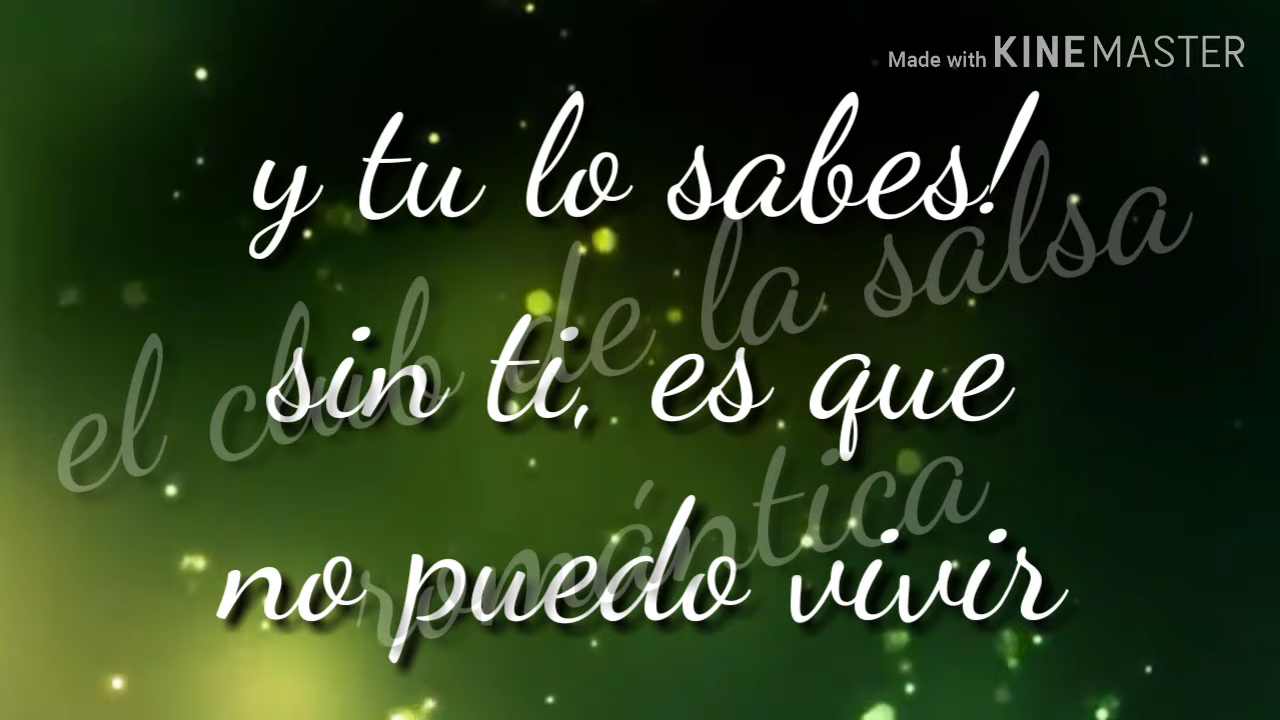 Made with KINEMASTER
y tu lo sabes!
el club de la salsa
sin ti, es que
romántica
no puedo vivir